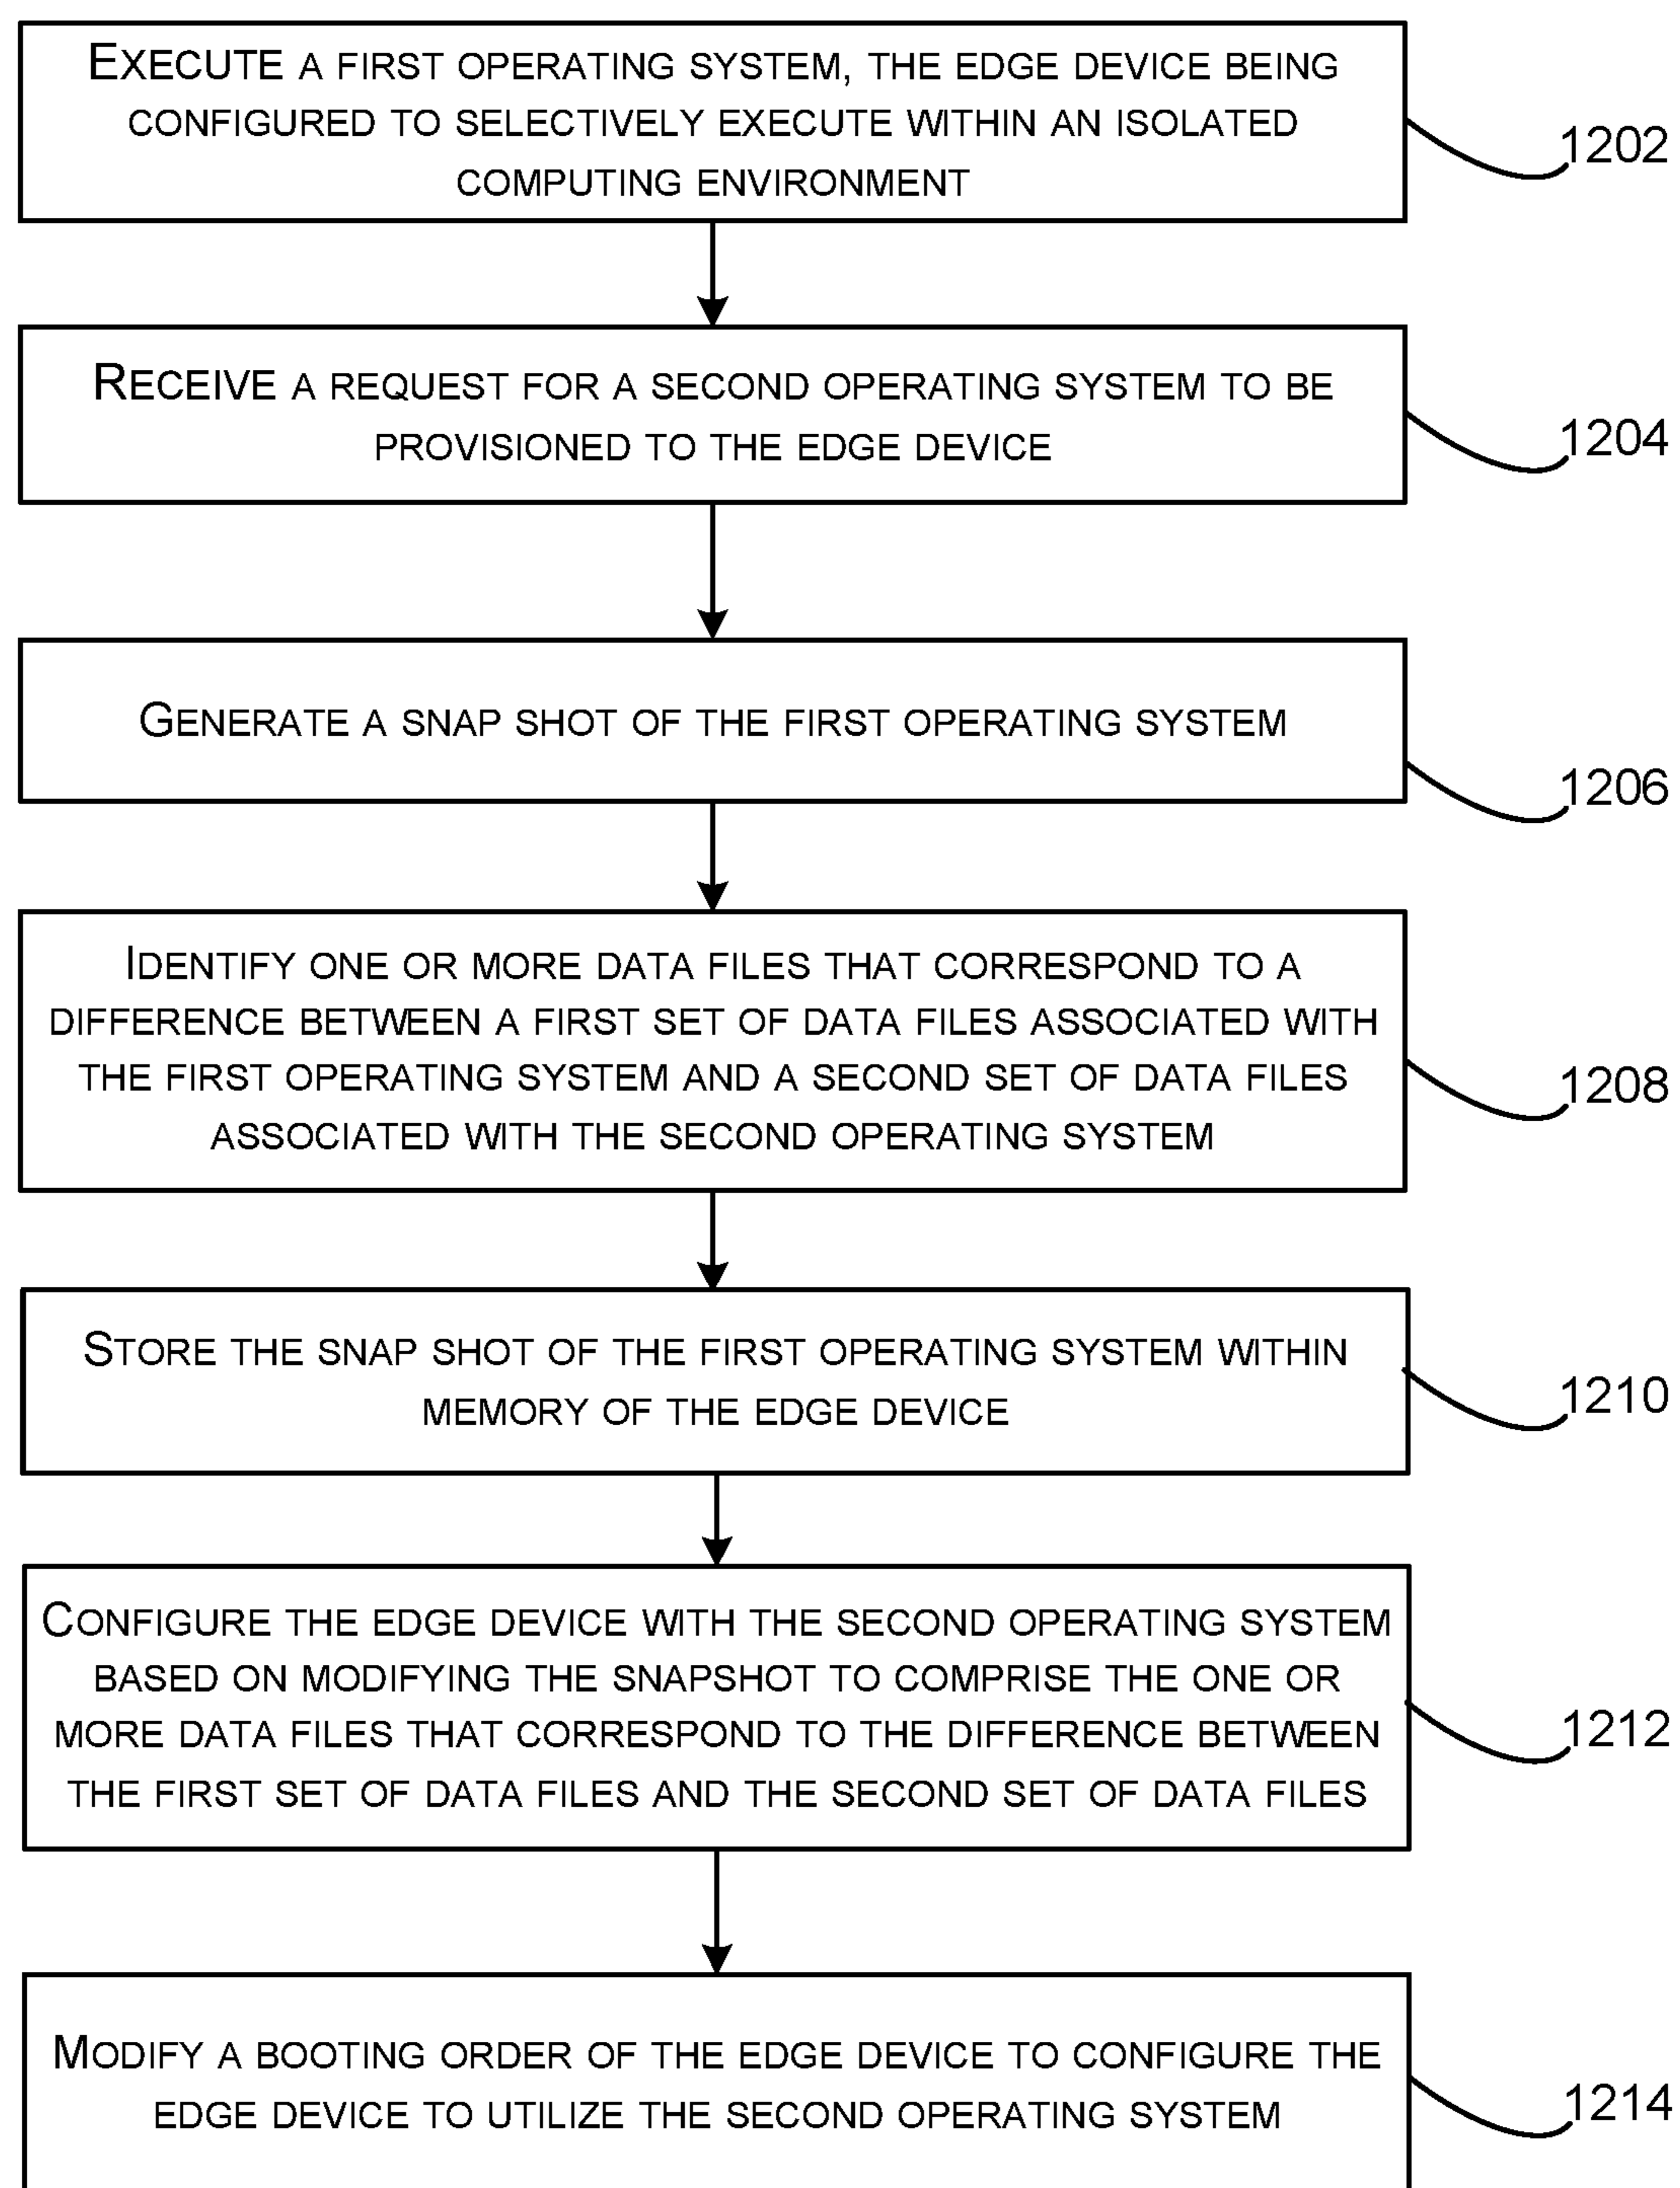 EXECUTE A FIRST OPERATING SYSTEM, THE EDGE DEVICE BEING
CONFIGURED TO SELECTIVELY EXECUTE WITHIN AN ISOLATED
COMPUTING ENVIRONMENT
1202
RECEIVE A REQUEST FOR A SECOND OPERATING SYSTEM TO BE
PROVISIONED TO THE EDGE DEVICE
1204
GENERATE A SNAP SHOT OF THE FIRST OPERATING SYSTEM
1206
IDENTIFY ONE OR MORE DATA FILES THAT CORRESPOND TO A
DIFFERENCE BETWEEN A FIRST SET OF DATA FILES ASSOCIATED WITH
THE FIRST OPERATING SYSTEM AND A SECOND SET OF DATA FILES
ASSOCIATED WITH THE SECOND OPERATING SYSTEM
1208
STORE THE SNAP SHOT OF THE FIRST OPERATING SYSTEM WITHIN
MEMORY OF THE EDGE DEVICE
1210
CONFIGURE THE EDGE DEVICE WITH THE SECOND OPERATING SYSTEM
BASED ON MODIFYING THE SNAPSHOT TO COMPRISE THE ONE OR
MORE DATA FILES THAT CORRESPOND TO THE DIFFERENCE BETWEEN
THE FIRST SET OF DATA FILES AND THE SECOND SET OF DATA FILES
1212
MODIFY A BOOTING ORDER OF THE EDGE DEVICE TO CONFIGURE THE
EDGE DEVICE TO UTILIZE THE SECOND OPERATING SYSTEM
1214